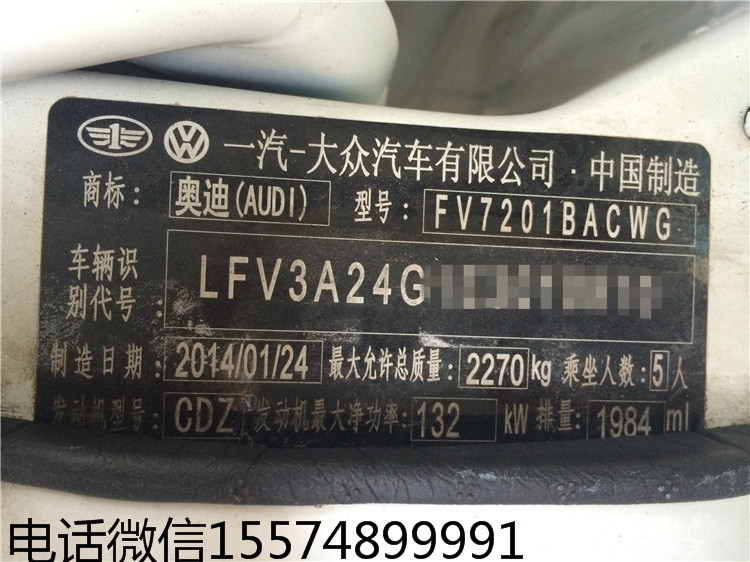 一汽-大众汽车有限公司·中国制造
商标: 奥迪(AUDI) 型号: FV7201BACWG
车辆识
别代号: LFV3A24G
制造日期: 2014/01/24 最大允许总质量: 2270kg 乘坐人数: 5人
发动机型号: CDZ 发动机最大净功率: 132 kW 排量: 1984 ml
电话微信15574899991